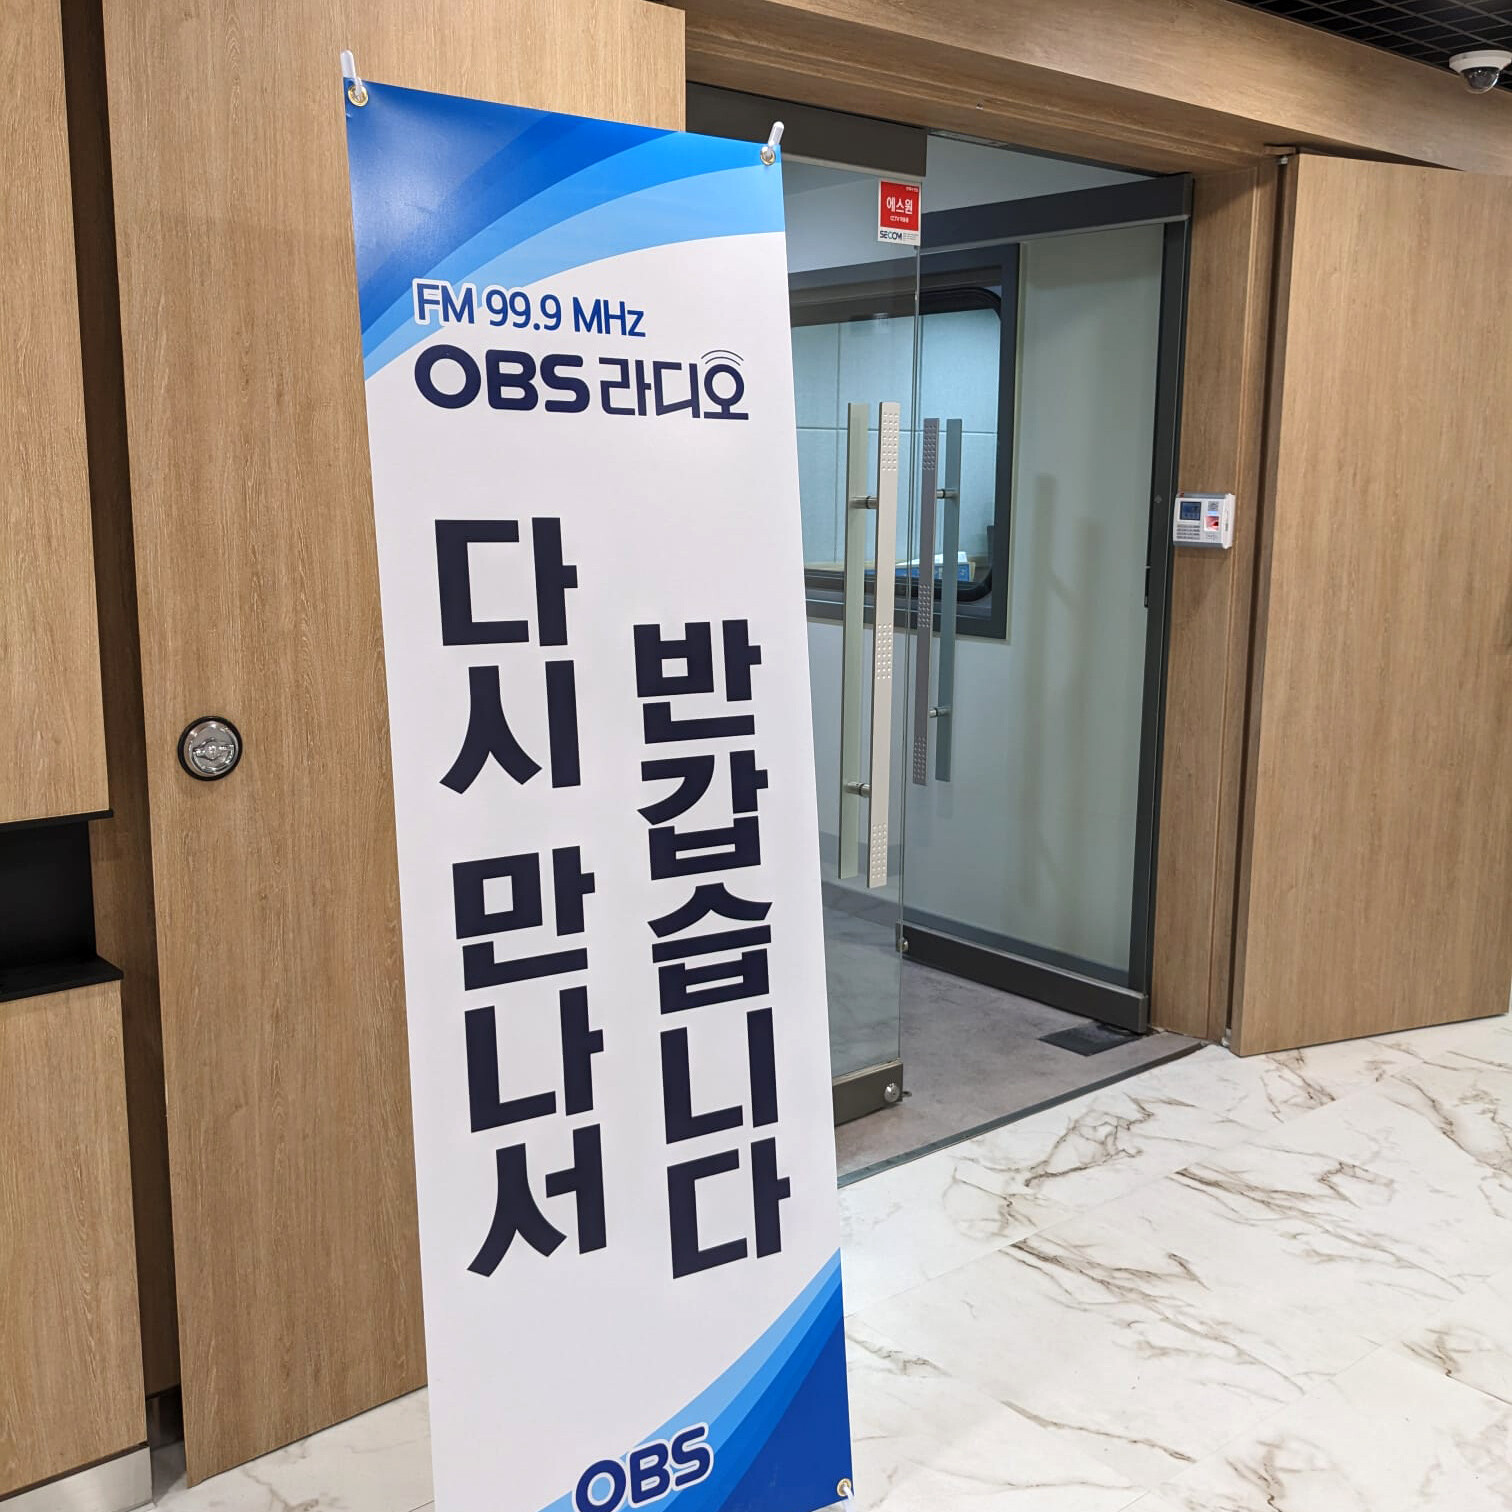 FM 99.9 MHz
OBS 라디오
다시 만나서
반갑습니다
OBS
에스원
SECOM